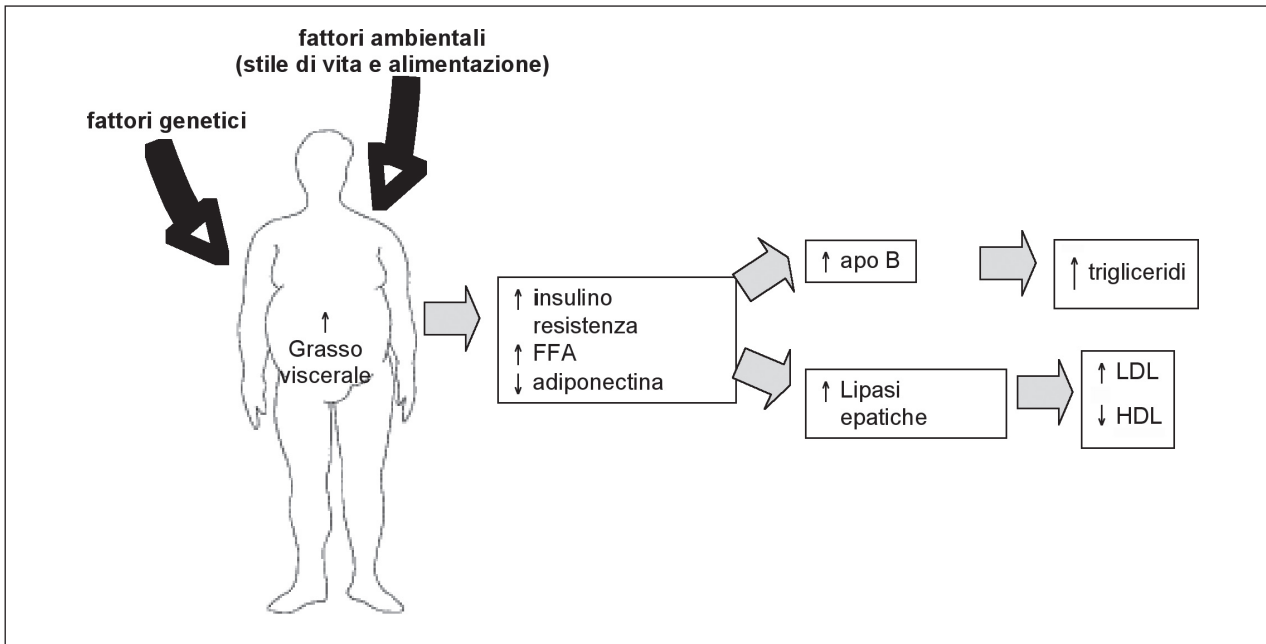 fattori ambientali
(stile di vita e alimentazione)
fattori genetici
↑
Grasso
viscerale
↑ insulino
resistenza
↑ FFA
↓ adiponectina
↑ apo B
↑ trigliceridi
↑ Lipasi
epatiche
↑ LDL
↓ HDL